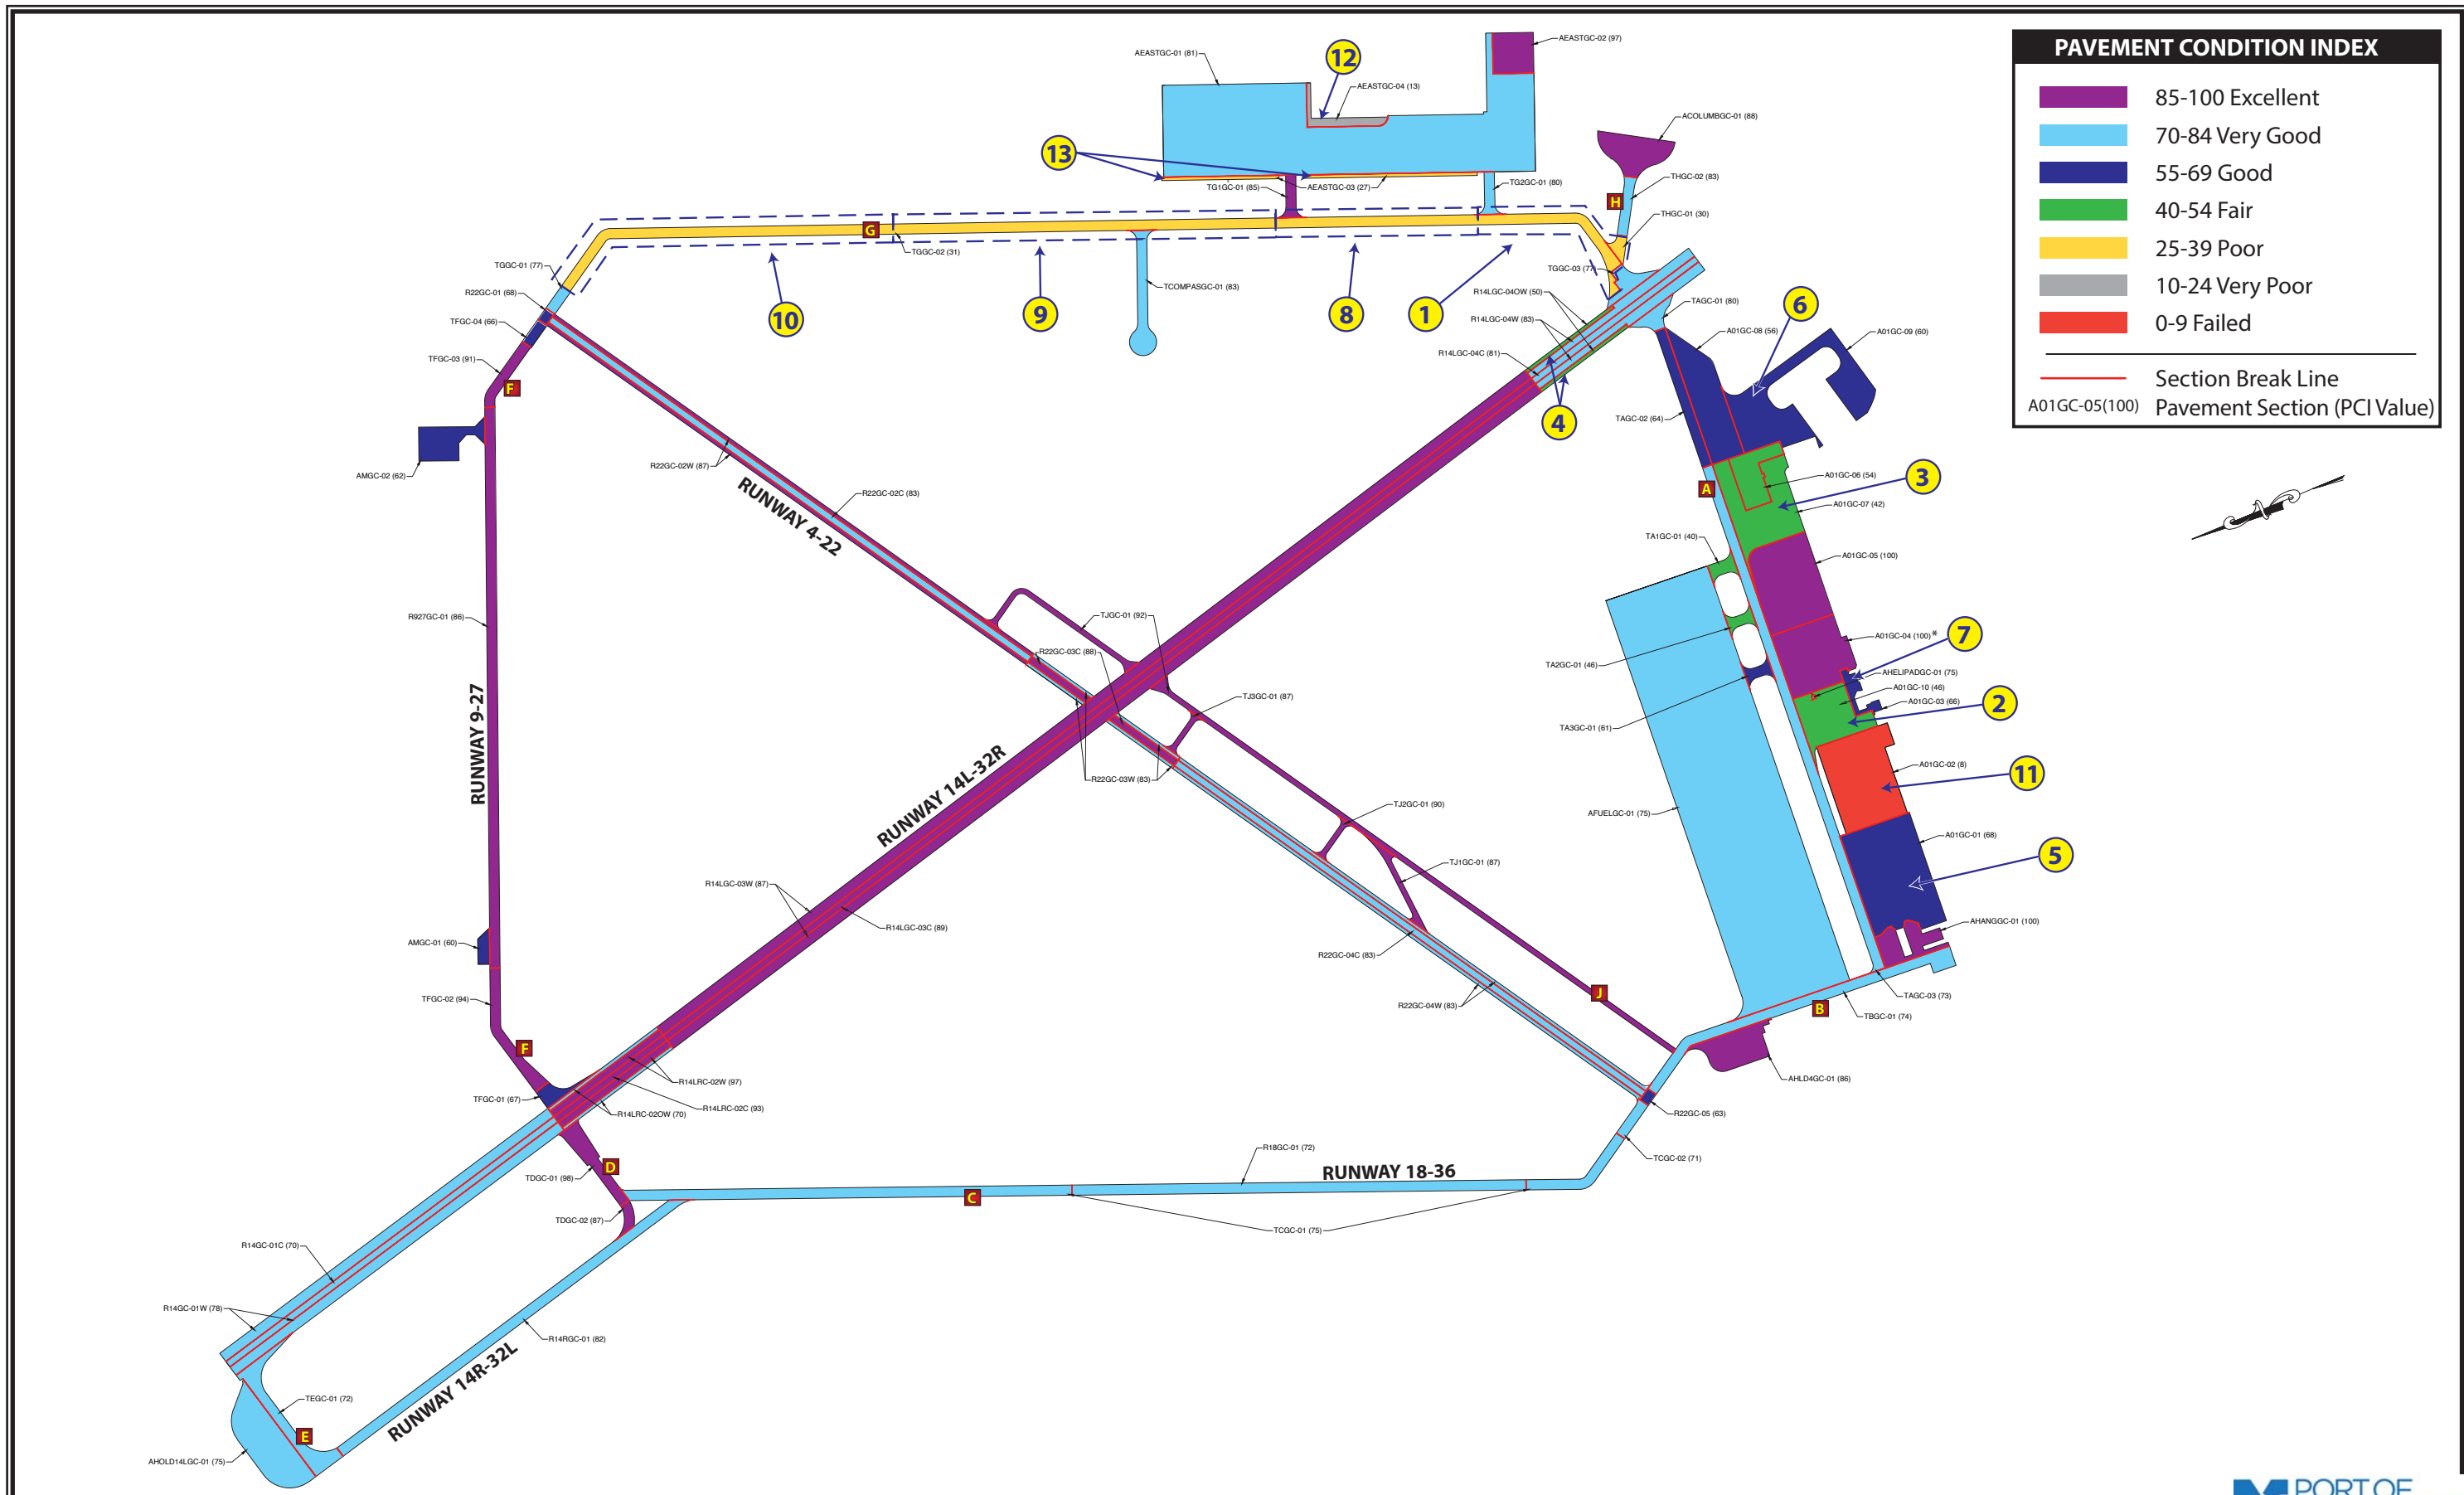 PAVEMENT CONDITION INDEX
85-100 Excellent
70-84 Very Good
55-69 Good
40-54 Fair
25-39 Poor
10-24 Very Poor
0-9 Failed
Section Break Line
A01GC-05(100) Pavement Section (PCI Value)
AEASTGC-02 (97)
AEASTGC-01 (81)
12
AEASTGC-04 (13)
ACOLUMBGC-01 (88)
13
THGC-02 (83)
TG1GC-01 (85)
AEASTGC-03 (27)
TG2GC-01 (80)
H
THGC-01 (30)
G
TGGC-02 (31)
TGGC-01 (77)
TGGC-03 (77)
TCOMPASGC-01 (83)
R22GC-01 (68)
R14LGC-04OW (50)
TAGC-01 (80)
6
10
9
8
1
TFGC-04 (66)
R14LGC-04W (83)
A01GC-08 (56)
A01GC-09 (60)
TFGC-03 (91)
R14LGC-04C (81)
F
4
TAGC-02 (64)
AMGC-02 (62)
R22GC-02W (87)
3
A01GC-06 (54)
A
R22GC-02C (83)
RUNWAY 4-22
A01GC-07 (42)
TA1GC-01 (40)
A01GC-05 (100)
R927GC-01 (86)
TJGC-01 (92)
A01GC-04 (100)*
7
R22GC-03C (88)
TA2GC-01 (46)
AHELIPADGC-01 (75)
A01GC-10 (46)
TJ3GC-01 (87)
A01GC-03 (66)
2
TA3GC-01 (61)
RUNWAY 9-27
RUNWAY 14L-32R
A01GC-02 (8)
11
R22GC-03W (83)
TJ2GC-01 (90)
AFUELGC-01 (75)
A01GC-01 (68)
5
TJ1GC-01 (87)
R14LGC-03W (87)
AHANGGC-01 (100)
R14LGC-03C (89)
AMGC-01 (60)
R22GC-04C (83)
J
TAGC-03 (73)
TFGC-02 (94)
R22GC-04W (83)
B
TBGC-01 (74)
F
R14LRC-02W (97)
AHLD4GC-01 (86)
TFGC-01 (67)
R14LRC-02C (93)
R14LRC-02OW (70)
R22GC-05 (63)
R18GC-01 (72)
TCGC-02 (71)
D
TDGC-01 (98)
RUNWAY 18-36
C
TDGC-02 (87)
TCGC-01 (75)
R14GC-01C (70)
R14GC-01W (78)
R14RGC-01 (82)
RUNWAY 14R-32L
TEGC-01 (72)
E
AHOLD14LGC-01 (75)
PORT OF